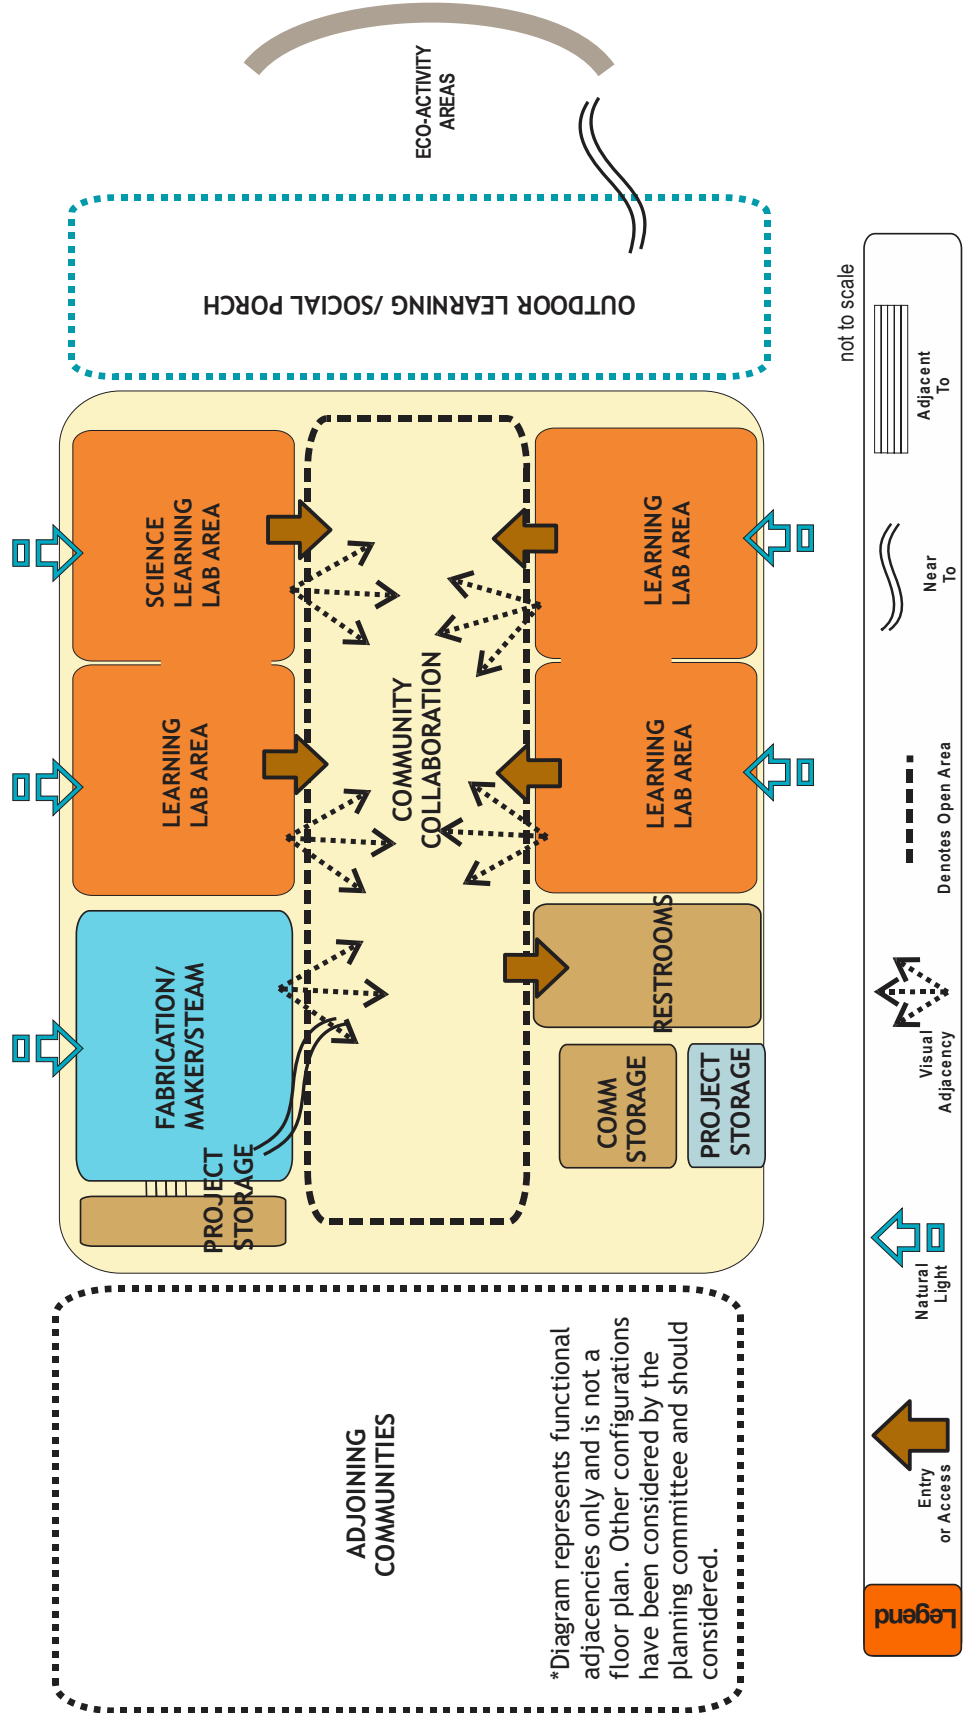 ADJOINING
COMMUNITIES
*Diagram represents functional
adjacencies only and is not a
floor plan. Other configurations
have been considered by the
planning committee and should
considered.
PROJECT
STORAGE
FABRICATION/
MAKER/STEAM
LEARNING
LAB AREA
SCIENCE
LEARNING
LAB AREA
COMMUNITY
COLLABORATION
COMM
STORAGE
PROJECT
STORAGE
RESTROOMS
LEARNING
LAB AREA
LEARNING
LAB AREA
OUTDOOR LEARNING /SOCIAL PORCH
ECO-ACTIVITY
AREAS
not to scale
Legend
Entry
or Access
Natural
Light
Visual
Adjacency
Denotes Open Area
Near
To
Adjacent
To